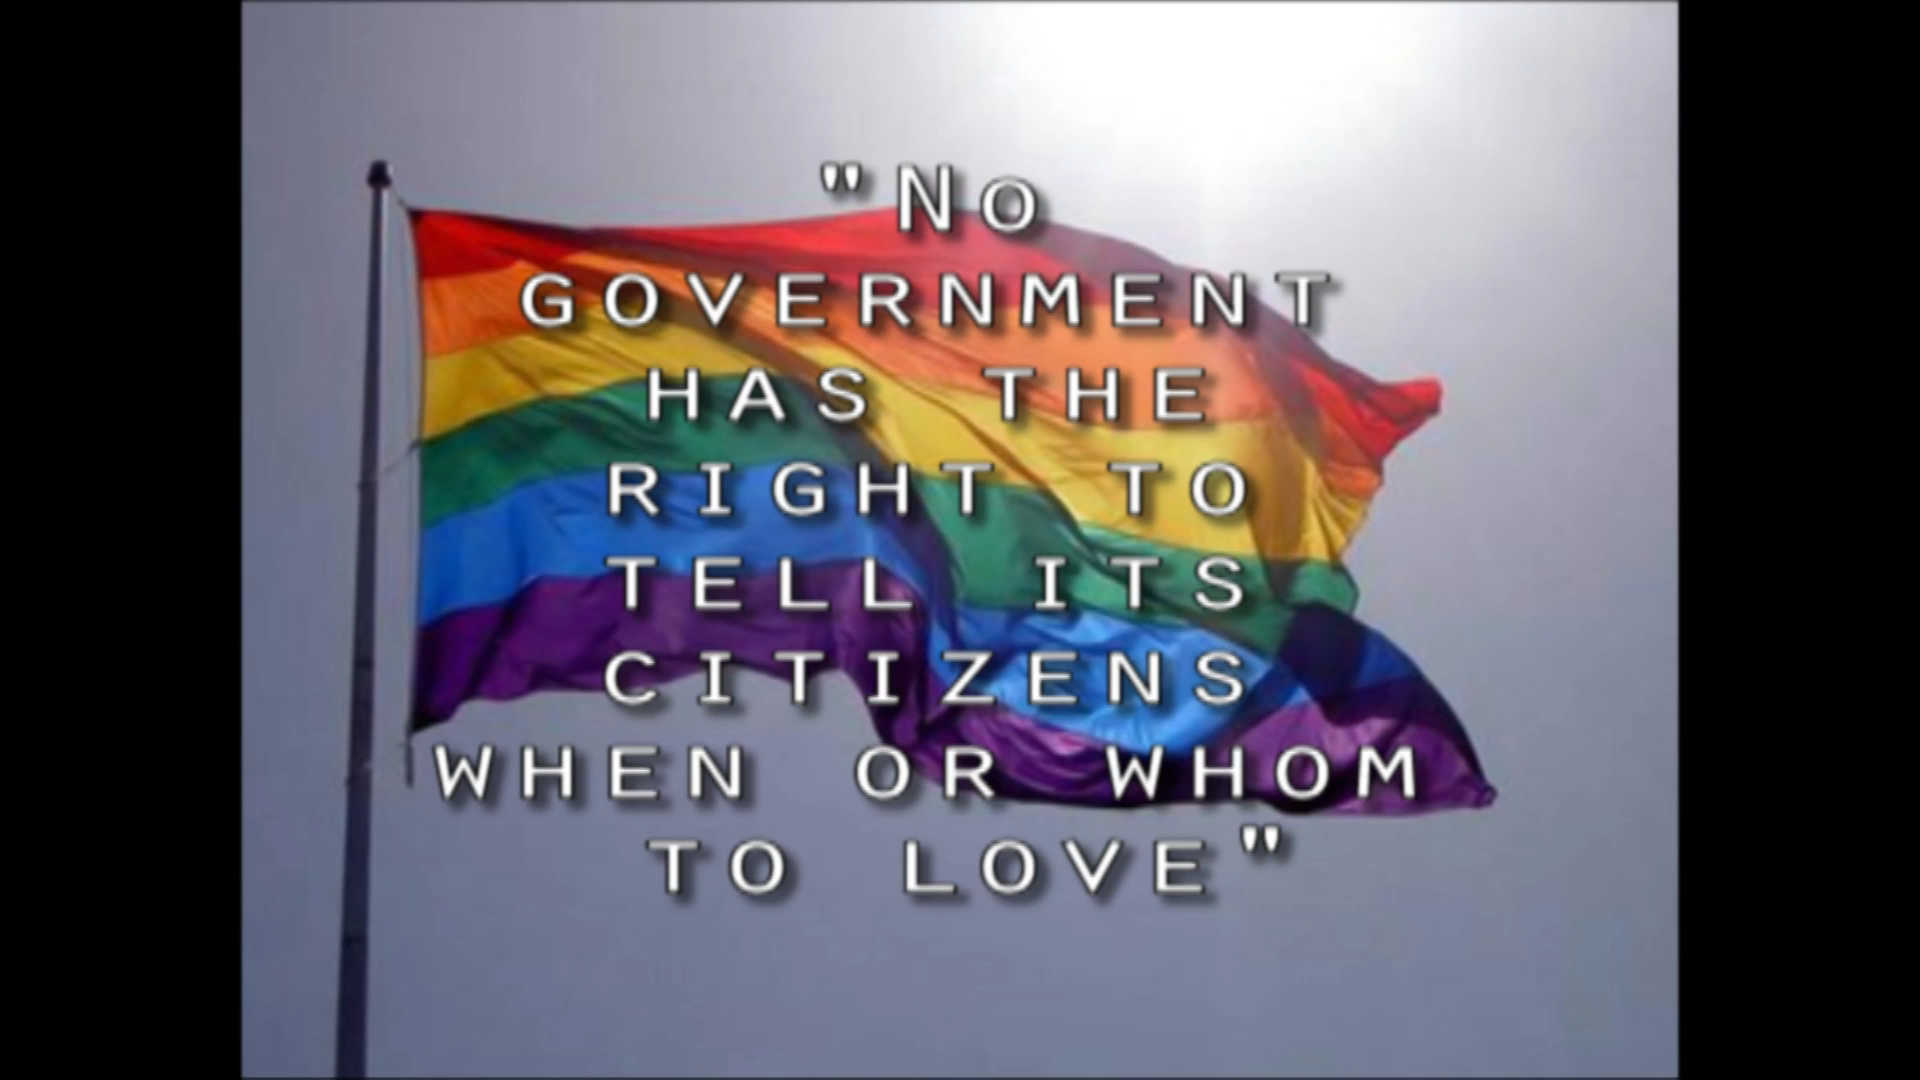 "No
GOVERNMENT
HAS THE
RIGHT TO
TELL ITS
CITIZENS
WHEN OR WHOM
TO LOVE"